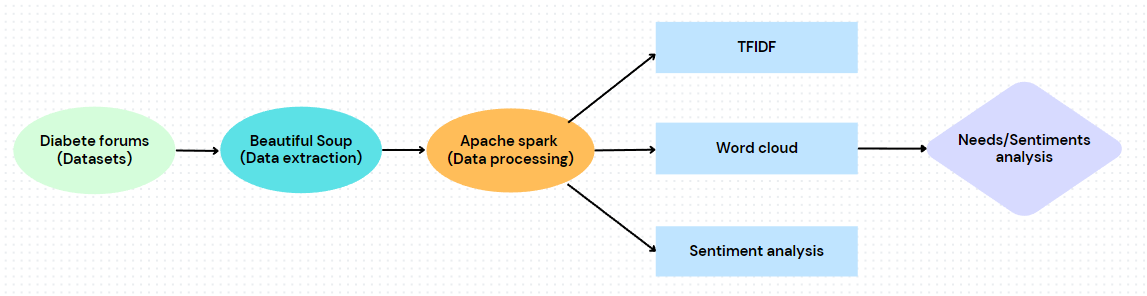 Diabete forums
(Datasets)
Beautiful Soup
(Data extraction)
Apache spark
(Data processing)
TFIDF
Word cloud
Sentiment analysis
Needs/Sentiments
analysis